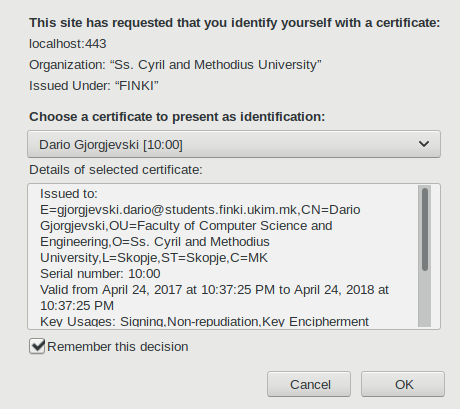 This site has requested that you identify yourself with a certificate:
localhost:443
Organization: “Ss. Cyril and Methodius University”
Issued Under: “FINKI”
Choose a certificate to present as identification:
Dario Gjorgjevski [10:00]
Details of selected certificate:
Issued to:
E=gjorgjevski.dario@students.finki.ukim.mk,CN=Dario
Gjorgjevski,OU=Faculty of Computer Science and
Engineering,O=Ss. Cyril and Methodius
University,L=Skopje,ST=Skopje,C=MK
Serial number: 10:00
Valid from April 24, 2017 at 10:37:25 PM to April 24, 2018 at
10:37:25 PM
Key Usages: Signing,Non-repudiation,Key Encipherment
Remember this decision
Cancel
OK